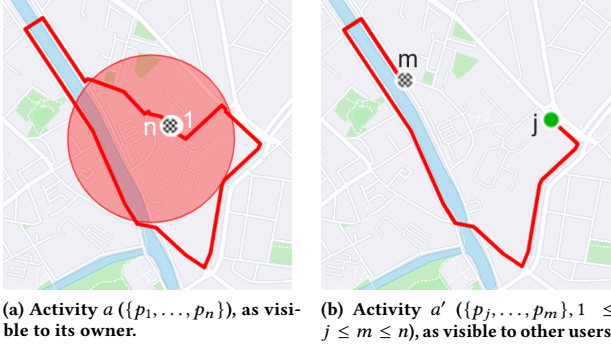 n 1
m
j
(a) Activity a ({p₁, . . . , pₙ}), as visi-
ble to its owner.
(b) Activity a′ ({pⱼ, . . . , pₘ}, 1 ≤
j ≤ m ≤ n), as visible to other users